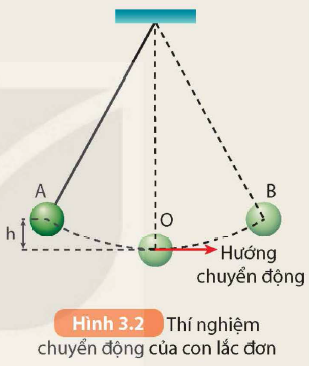 A
B
O
h
Hướng
chuyển động
Hình 3.2 Thí nghiệm
chuyển động của con lắc đơn